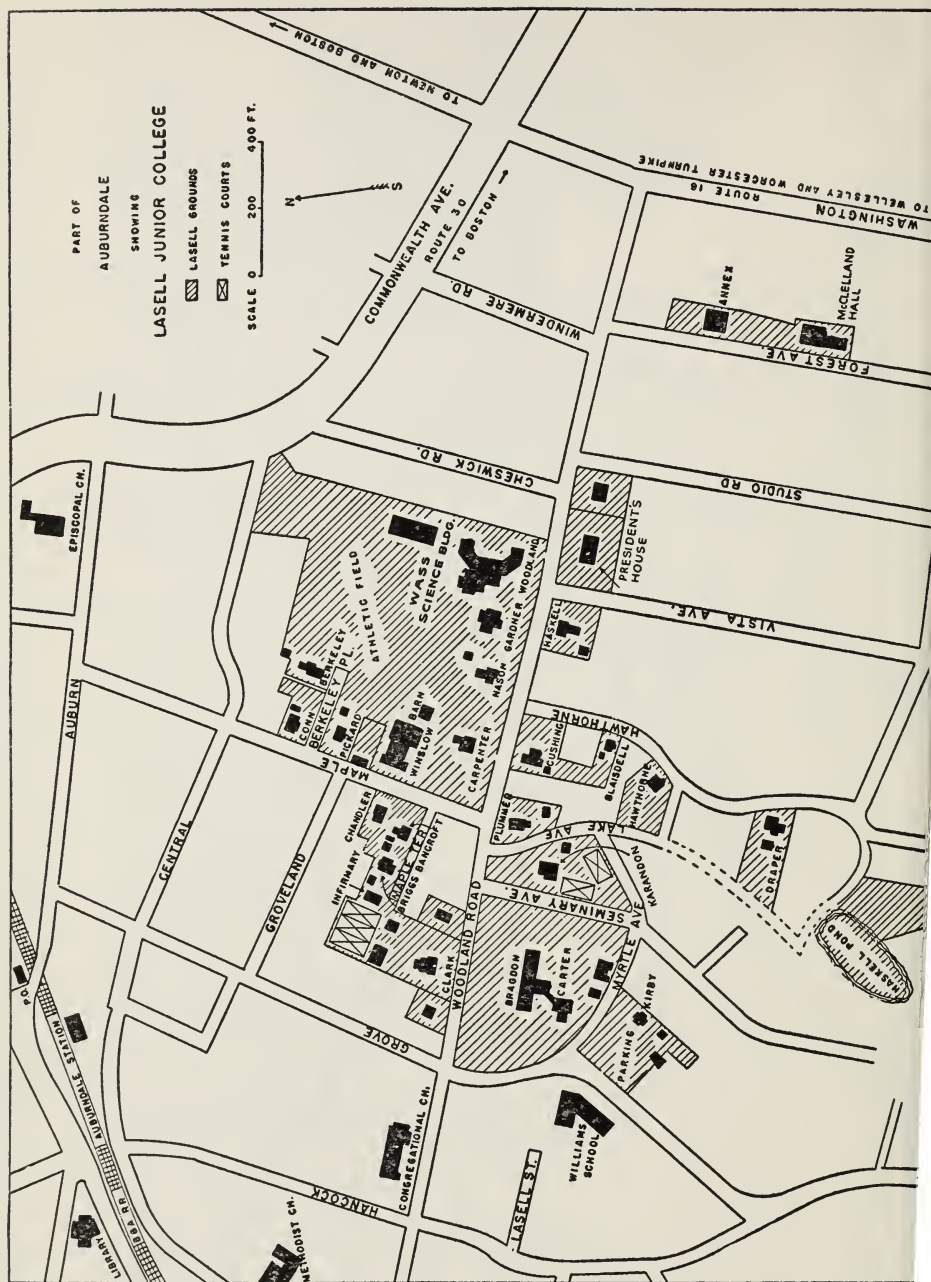 PART OF
AUBURNDALE
SHOWING
LASELL JUNIOR COLLEGE
LASELL GROUNDS
TENNIS COURTS
SCALE 0 200 400 FT.
N
S
TO NEWTON AND BOSTON
COMMONWEALTH AVE.
ROUTE 30
TO BOSTON
WASHINGTON
ROUTE 16
TO WELLESLEY AND WORCESTER TURNPIKE
WINDERMERE RD.
ANNEX
McCLELLAND
HALL
FOREST AVE.
EPISCOPAL CH.
CHESWICK RD.
STUDIO RD
PRESIDENTS
HOUSE
VISTA AVE.
WASS
SCIENCE BLDG.
WOODLAND
GARDNER
MASON
HASKELL
ATHLETIC FIELD
BERKELEY
BERKELEY PL.
CONN
PICKARD
BARN
WINSLOW
CARPENTER
CUSHING
HAWTHORNE
BLAISDELL
HAWTHORNE
AUBURN
CENTRAL
MAPLE
GROVELAND
CHANDLER
INFIRMARY
MAPLE TERR.
BRIGGS
BANCROFT
PLUMMER
LAKE AVE
KARANDON
DRAPER
HASKELL POND
SEMINARY AVE.
CLARK
WOODLAND ROAD
BRAGDON
CARTER
MYRTLE AVE
KIRBY
PARKING
GROVE
P.O.
AUBURNDALE STATION
B&A RR
LIBRARY
HANCOCK
CONGREGATIONAL CH.
METHODIST CH.
LASELL ST.
WILLIAMS
SCHOOL